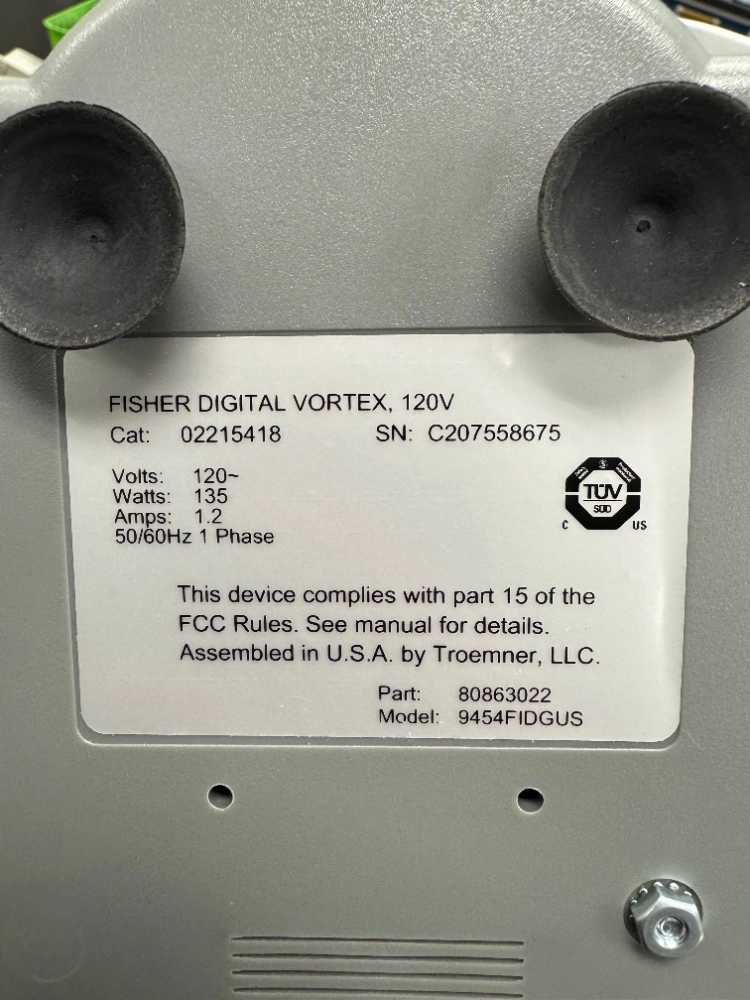 FISHER DIGITAL VORTEX, 120V
Cat: 02215418 SN: C207558675
Volts: 120~
Watts: 135
Amps: 1.2
50/60Hz 1 Phase
TÜV
SÜD
C US
This device complies with part 15 of the
FCC Rules. See manual for details.
Assembled in U.S.A. by Troemner, LLC.
Part: 80863022
Model: 9454FIDGUS